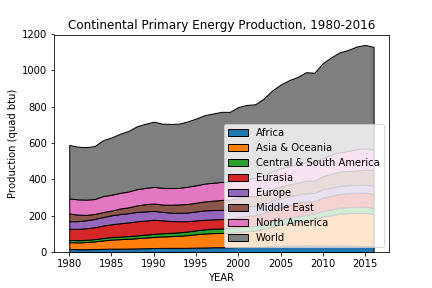 Continental Primary Energy Production, 1980-2016
Production (quad btu)
1200
1000
800
600
400
200
0
Africa
Asia & Oceania
Central & South America
Eurasia
Europe
Middle East
North America
World
1980
1985
1990
1995
2000
2005
2010
2015
YEAR